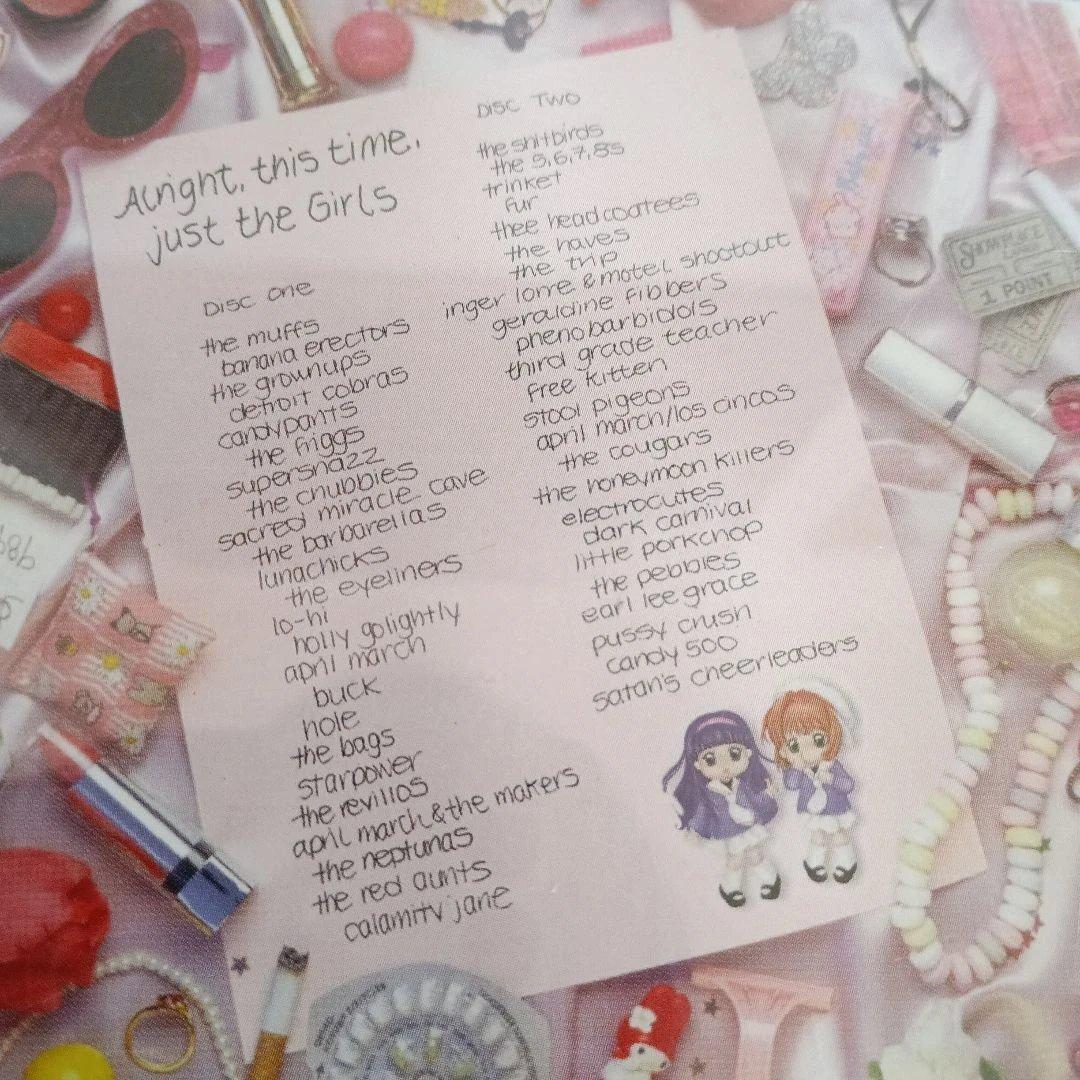 Alright, this time,
just the Girls
Disc One
the muffs
banana erectors
the grownups
detroit cobras
candypants
the friggs
supersnazz
the chubbies
sacred miracle cave
the barbarellas
lunachicks
the eyeliners
lo-hi
holly golightly
april march
buck
hole
the bags
starpower
the revillos
april march & the makers
the neptunas
the red aunts
calamity jane
Disc Two
the shitbirds
the 5,6,7,8s
trinket
fur
thee headcoatees
the haves
the trip
inger lorre & motel shootout
geraldine fibbers
phenobarbidols
third grade teacher
free kitten
stool pigeons
april march/los cincos
the cougars
the honeymoon killers
electrocutes
dark carnival
little porkchop
the pebbles
earl lee grace
pussy crush
candy 500
satan's cheerleaders
SHOWPLACE
1 POINT